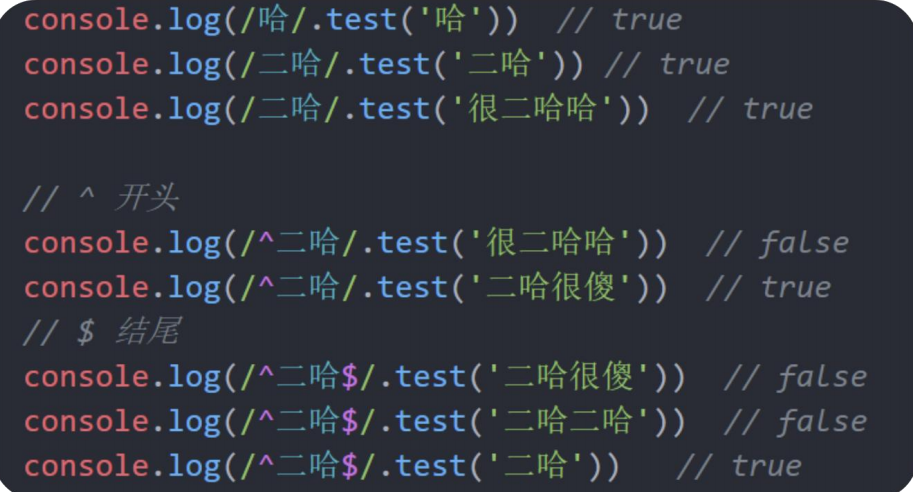 console.log(/哈/.test('哈'))  // true
console.log(/二哈/.test('二哈')) // true
console.log(/二哈/.test('很二哈哈'))  // true
// ^ 开头
console.log(/^二哈/.test('很二哈哈'))  // false
console.log(/^二哈/.test('二哈很傻'))  // true
// $ 结尾
console.log(/^二哈$/.test('二哈很傻'))  // false
console.log(/^二哈$/.test('二哈二哈'))  // false
console.log(/^二哈$/.test('二哈'))   // true